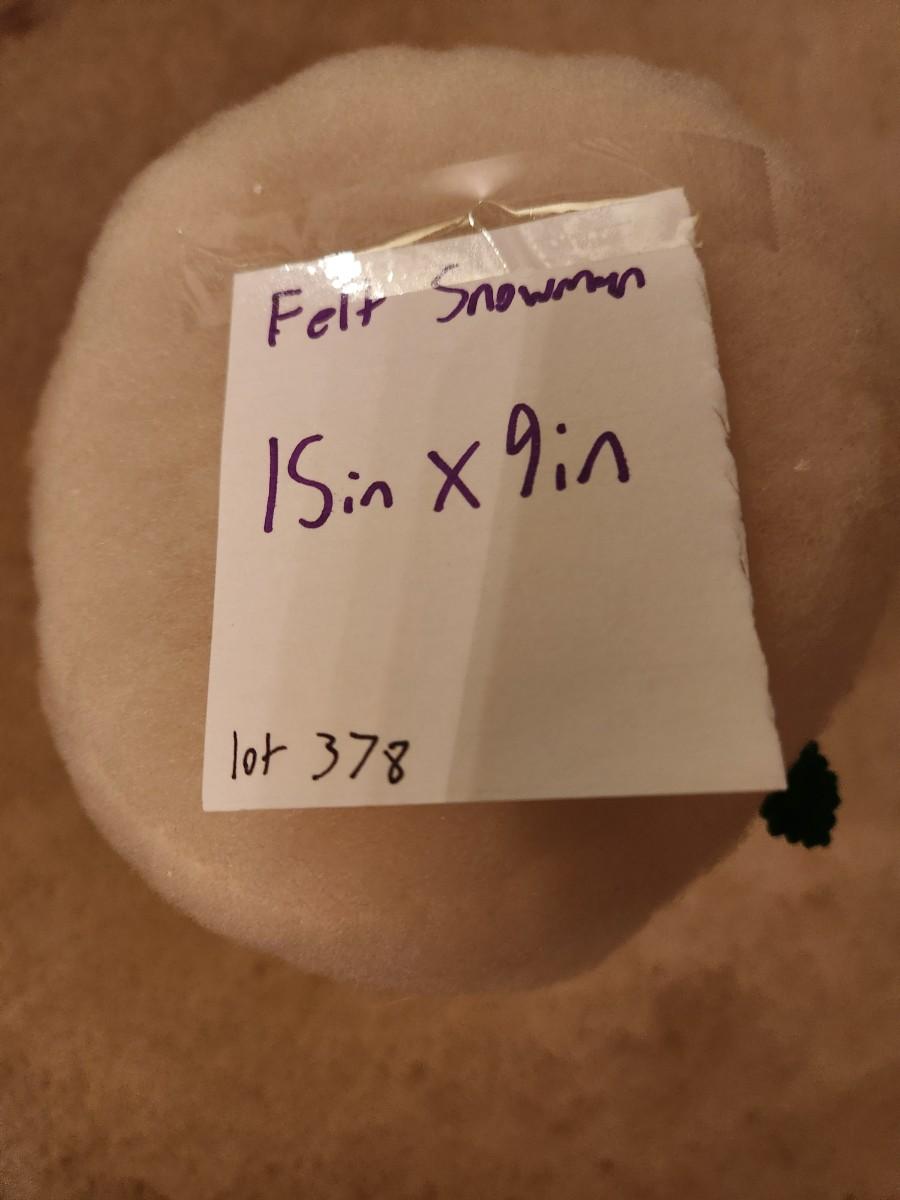 Felt Snowman
15in x 9in
lot 378